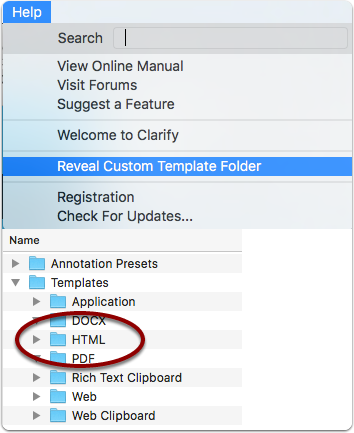 Help
Search
View Online Manual
Visit Forums
Suggest a Feature
Welcome to Clarify
Reveal Custom Template Folder
Registration
Check For Updates...
Name
Annotation Presets
Templates
Application
DOCX
HTML
PDF
Rich Text Clipboard
Web
Web Clipboard